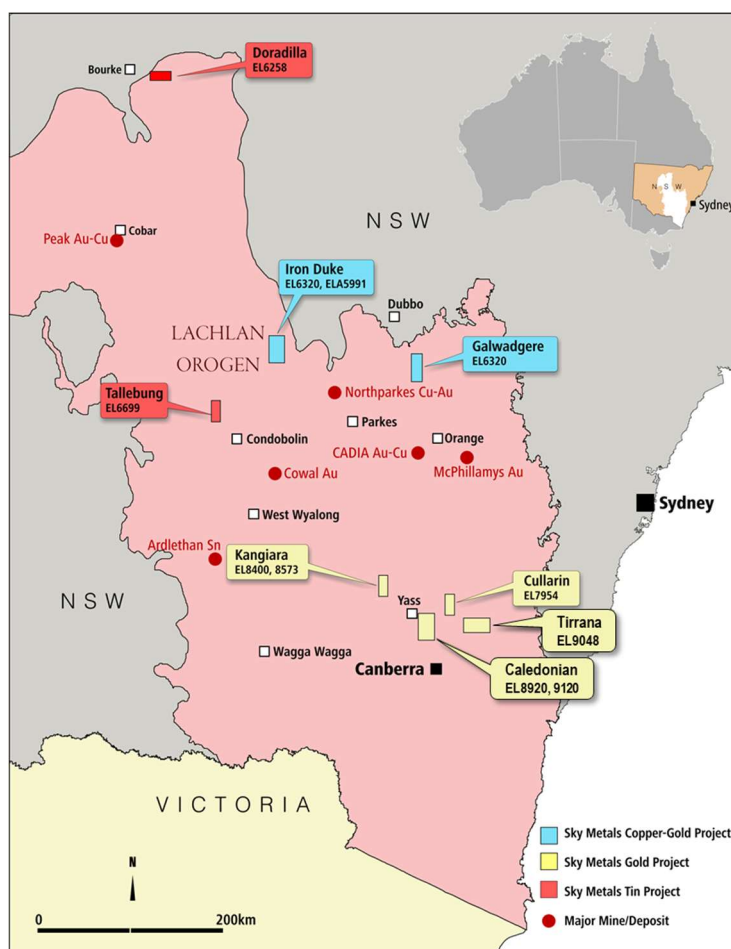 Doradilla
EL6258
Bourke
N S W
Sydney
NSW
Cobar
Peak Au-Cu
Iron Duke
EL6320, ELA5991
Dubbo
LACHLAN
OROGEN
Galwadgere
EL6320
Tallebung
EL6699
Northparkes Cu-Au
Parkes
Condobolin
Orange
CADIA Au-Cu
McPhillamys Au
Cowal Au
Sydney
West Wyalong
Ardlethan Sn
Kangiara
EL8400, 8573
Cullarin
EL7954
NSW
Yass
Tirrana
EL9048
Wagga Wagga
Canberra
Caledonian
EL8920, 9120
VICTORIA
Sky Metals Copper-Gold Project
Sky Metals Gold Project
Sky Metals Tin Project
Major Mine/Deposit
N
0
200km